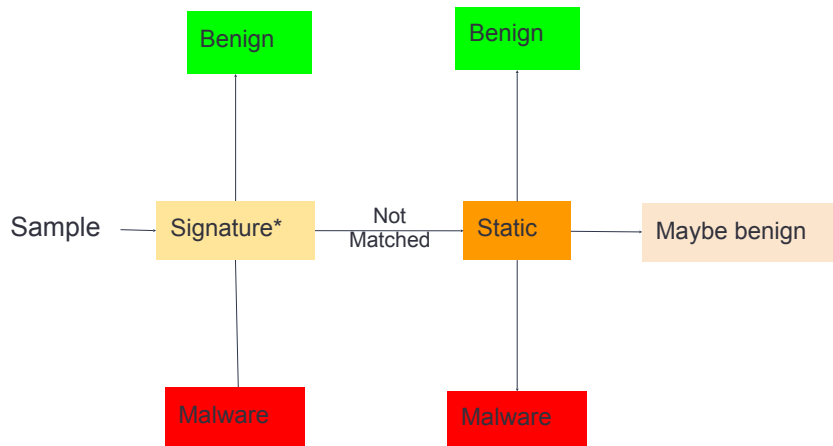 Benign
Benign
Sample
Signature*
Not
Matched
Static
Maybe benign
Malware
Malware